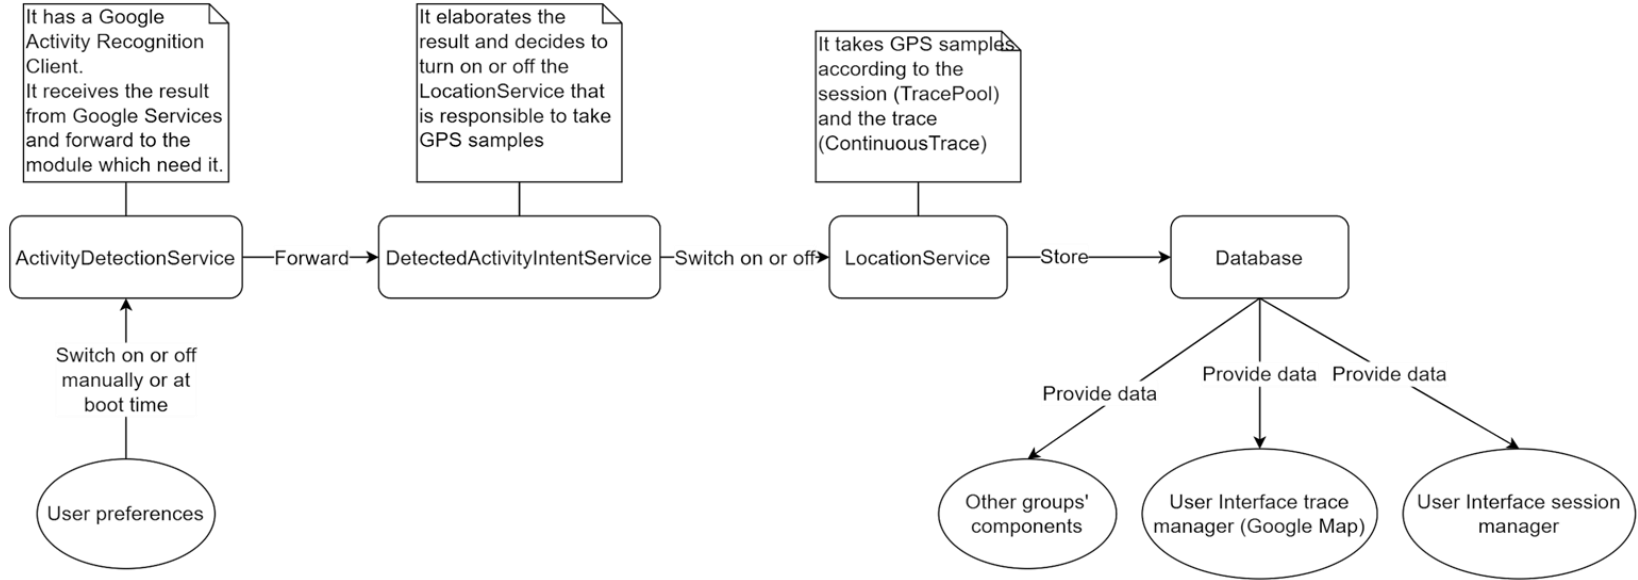 It has a Google
Activity Recognition
Client.
It receives the result
from Google Services
and forward to the
module which need it.
It elaborates the
result and decides to
turn on or off the
LocationService that
is responsible to take
GPS samples
It takes GPS samples
according to the
session (TracePool)
and the trace
(ContinuousTrace)
ActivityDetectionService
Forward
DetectedActivityIntentService
Switch on or off
LocationService
Store
Database
Switch on or off
manually or at
boot time
Provide data
Provide data
Provide data
User preferences
Other groups'
components
User Interface trace
manager (Google Map)
User Interface session
manager